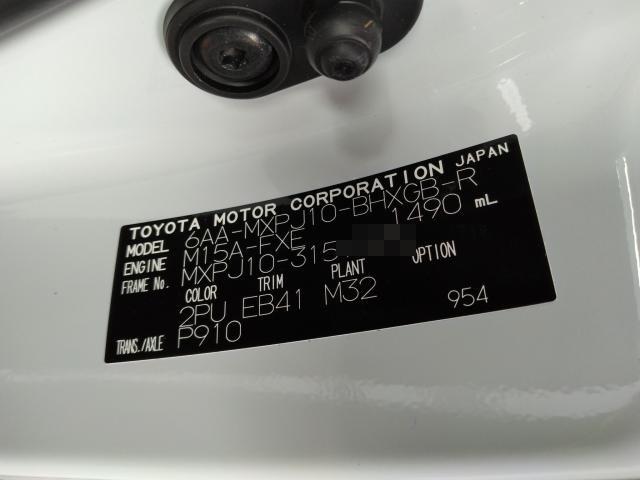 TOYOTA MOTOR CORPORATION JAPAN
MODEL 6AA-MXPJ10-BHXGB-R
ENGINE M15A-FXE 1490 mL
FRAME No. MXPJ10-315
COLOR TRIM PLANT OPTION
2PU EB41 M32 954
TRANS./AXLE P910